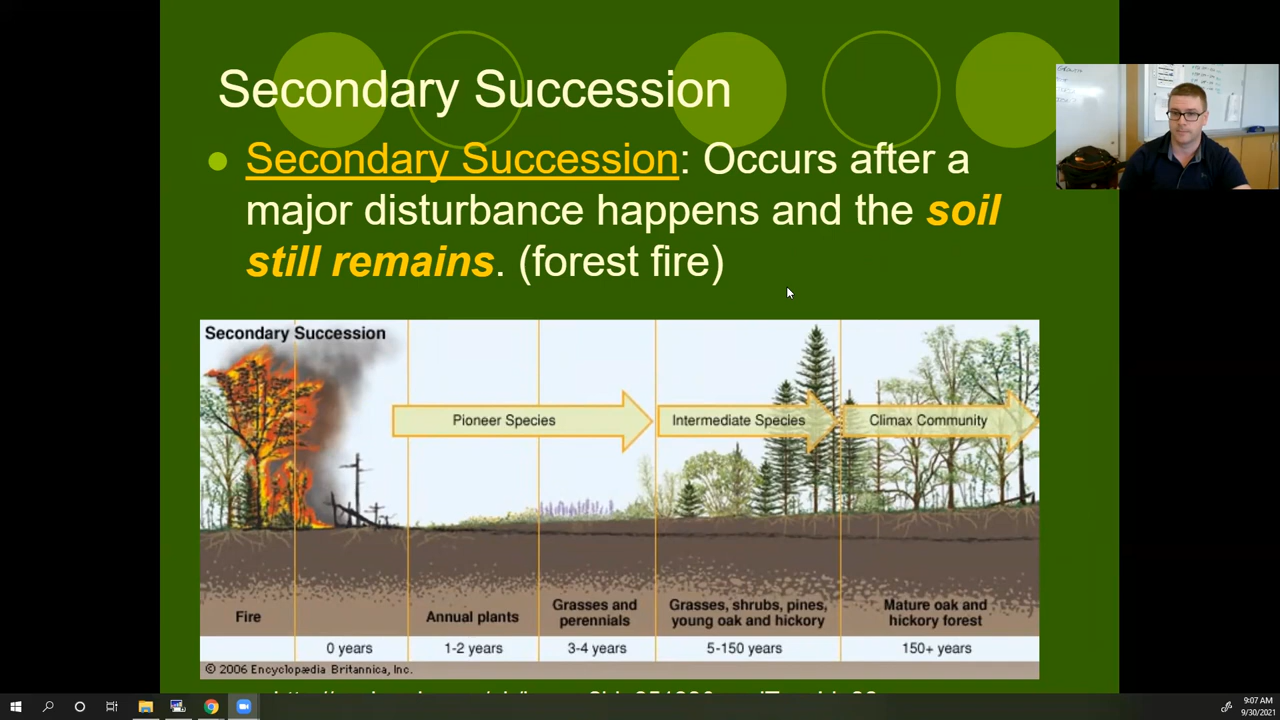 Secondary Succession
Secondary Succession: Occurs after a
major disturbance happens and the soil
still remains. (forest fire)
Secondary Succession
Pioneer Species
Intermediate Species
Climax Community
Fire
Annual plants
Grasses and
perennials
Grasses, shrubs, pines,
young oak and hickory
Mature oak and
hickory forest
0 years
1-2 years
3-4 years
5-150 years
150+ years
© 2006 Encyclopædia Britannica, Inc.
9:07 AM
9/30/2021